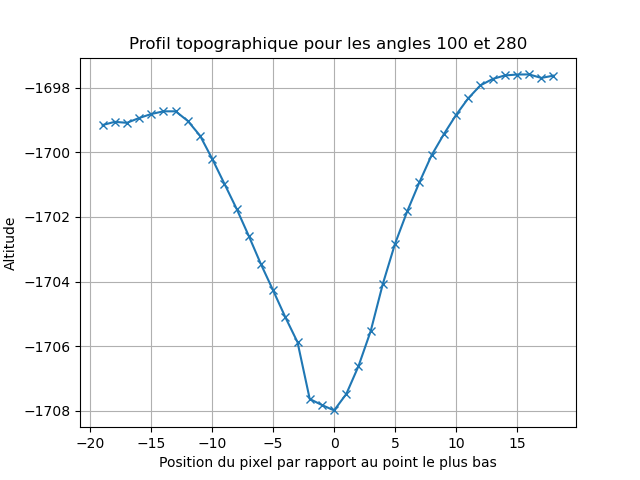 Profil topographique pour les angles 100 et 280
Altitude
−1698
−1700
−1702
−1704
−1706
−1708
−20 −15 −10 −5 0 5 10 15
Position du pixel par rapport au point le plus bas